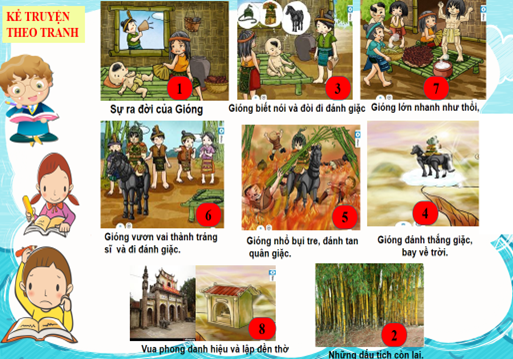 KỂ TRUYỆN
THEO TRANH
1
3
7
Sự ra đời của Gióng
Gióng biết nói và đòi đi đánh giặc
Gióng lớn nhanh như thổi,
6
5
4
Gióng vươn vai thành tráng
sĩ và đi đánh giặc.
Gióng nhổ bụi tre, đánh tan
quân giặc.
Gióng đánh thắng giặc,
bay về trời.
8
2
Vua phong danh hiệu và lập đền thờ
Những dấu tích còn lại.